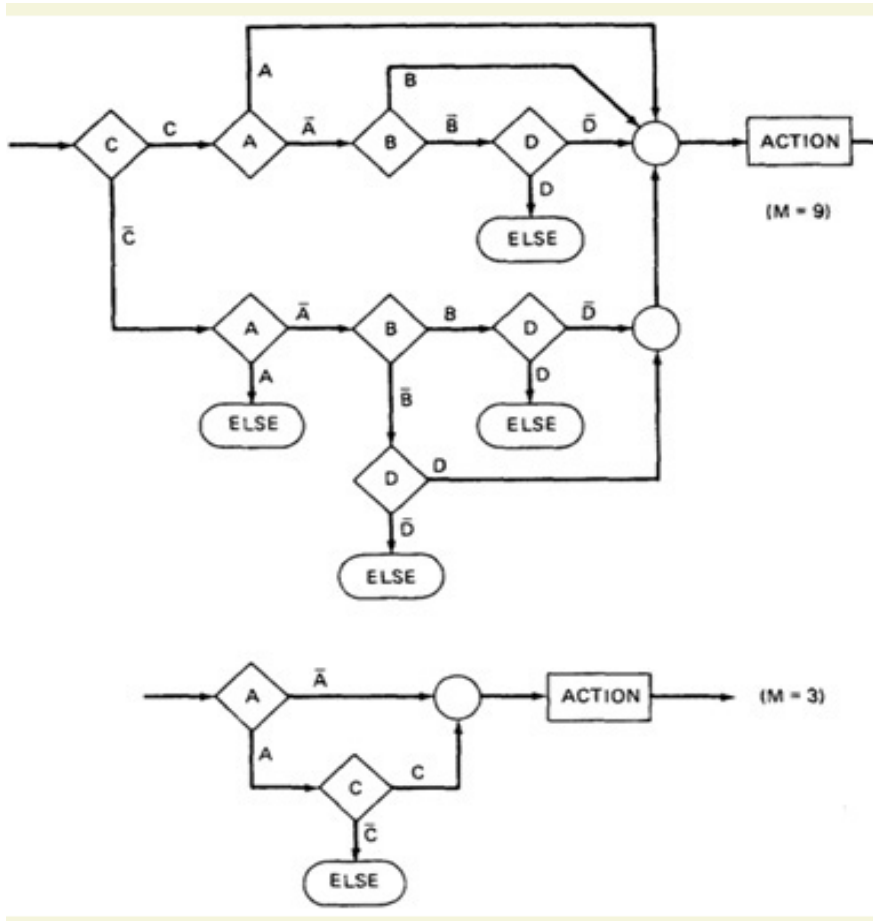 A
B
C
C
A
Ā
B
B̄
D
D̄
ACTION
D
(M = 9)
C̄
ELSE
A
Ā
B
B
D
D̄
A
B̄
D
ELSE
ELSE
D
D
D̄
ELSE
A
Ā
ACTION
(M = 3)
A
C
C
C̄
ELSE